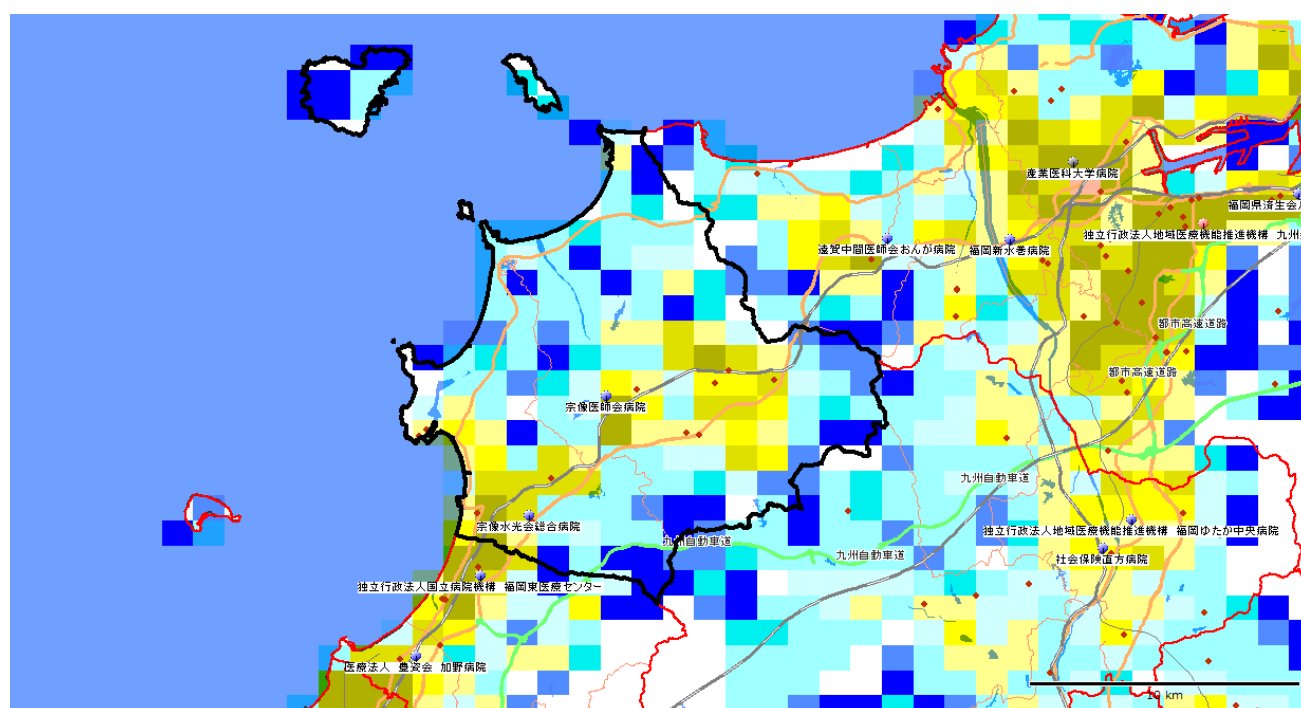 産業医科大学病院
福岡県済生会八
独立行政法人地域医療機能推進機構 九州
遠賀中間医師会おんが病院
福岡新水巻病院
都市高速道路
都市高速道路
宗像医師会病院
九州自動車道
宗像水光会総合病院
独立行政法人地域医療機能推進機構 福岡ゆたか中央病院
九州自動車道
九州自動車道
社会保険直方病院
独立行政法人国立病院機構 福岡東医療センター
医療法人 豊資会 加野病院
10 km